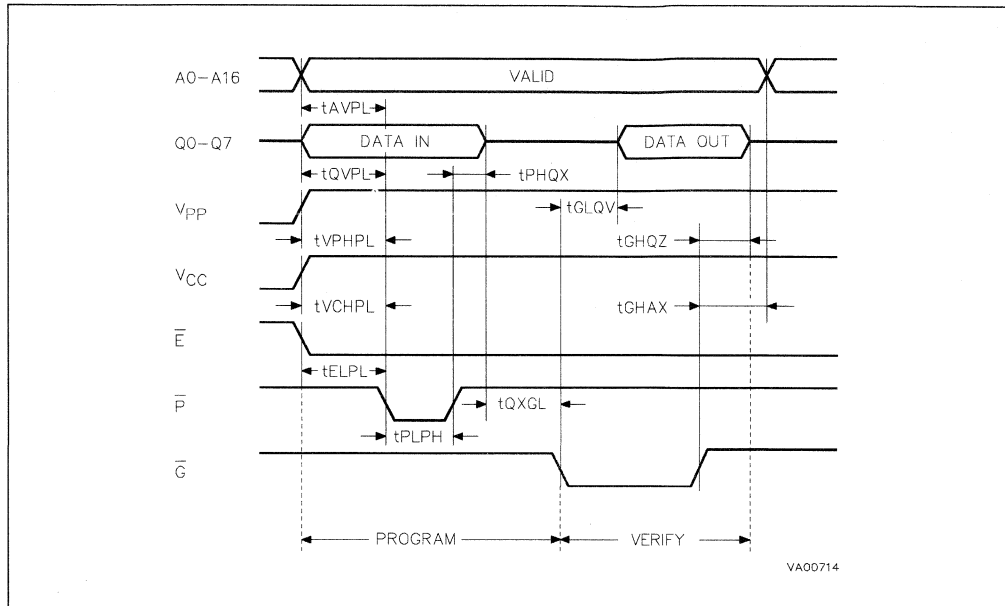 A0-A16
VALID
tAVPL
Q0-Q7
DATA IN
DATA OUT
tQVPL
tPHQX
VPP
tGLQV
tVPHPL
tGHQZ
VCC
tVCHPL
tGHAX
E
tELPL
P
tQXGL
tPLPH
G
PROGRAM
VERIFY
VA00714